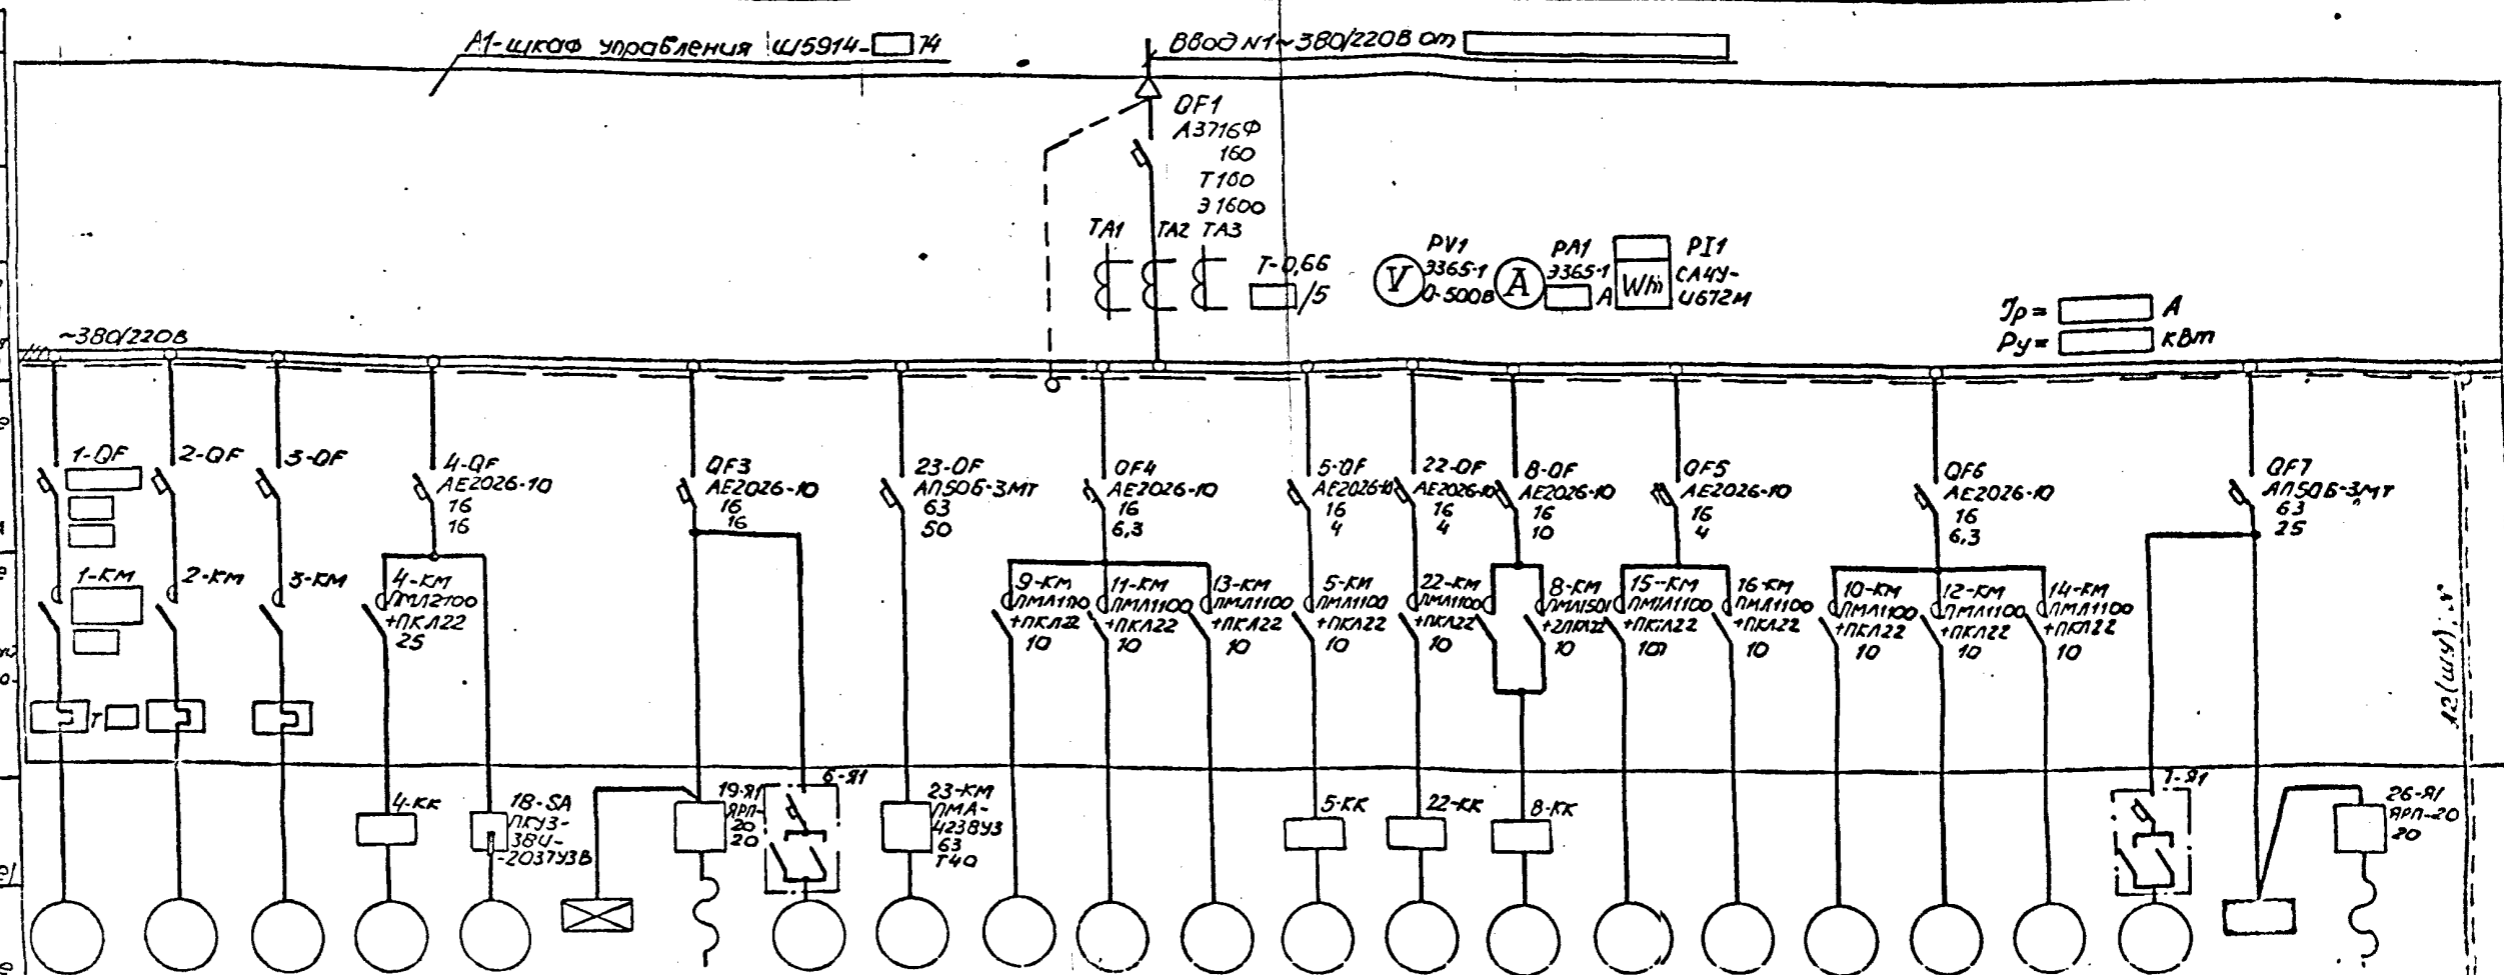 А1-шкаф управления Ш5914-74
Ввод N1 ~380/220В от
QF1
А3716Ф
160
Т160
Э1600
ТА1
ТА2
ТА3
Т-0,66
/5
V
PV1
Э365-1
0-500В
A
PA1
Э365-1
А
Wh
PI1
СА4У-
И672М
Jр= А
Ру= кВт
~380/220В
1-QF
2-QF
3-QF
4-QF
АЕ2026-10
16
16
QF3
АЕ2026-10
16
16
23-QF
АП50Б-3МТ
63
50
QF4
АЕ2026-10
16
6,3
5-QF
АЕ2026-10
16
4
22-QF
АЕ2026-10
16
4
8-QF
АЕ2026-10
16
10
QF5
АЕ2026-10
16
4
QF6
АЕ2026-10
16
6,3
QF7
АП50Б-3МТ
63
25
1-КМ
2-КМ
3-КМ
4-КМ
ПМЛ2100
+ПКЛ22
25
9-КМ
ПМЛ1100
+ПКЛ22
10
11-КМ
ПМЛ1100
+ПКЛ22
10
13-КМ
ПМЛ1100
+ПКЛ22
10
5-КМ
ПМЛ1100
+ПКЛ22
10
22-КМ
ПМЛ1100
+ПКЛ22
10
8-КМ
ПМЛ1501
+2ПКЛ22
10
15-КМ
ПМЛ1100
+ПКЛ22
10
16-КМ
ПМЛ1100
+ПКЛ22
10
10-КМ
ПМЛ1100
+ПКЛ22
10
12-КМ
ПМЛ1100
+ПКЛ22
10
14-КМ
ПМЛ1100
+ПКЛ22
10
Т
4-КК
18-SA
ПКУ3-
38И-
-2037У3В
19-Я1
ЯРП-
20
20
6-Я1
23-КМ
ПМА-
4238У3
63
Т40
5-КК
22-КК
8-КК
7-Я1
26-Я1
ЯРП-20
20